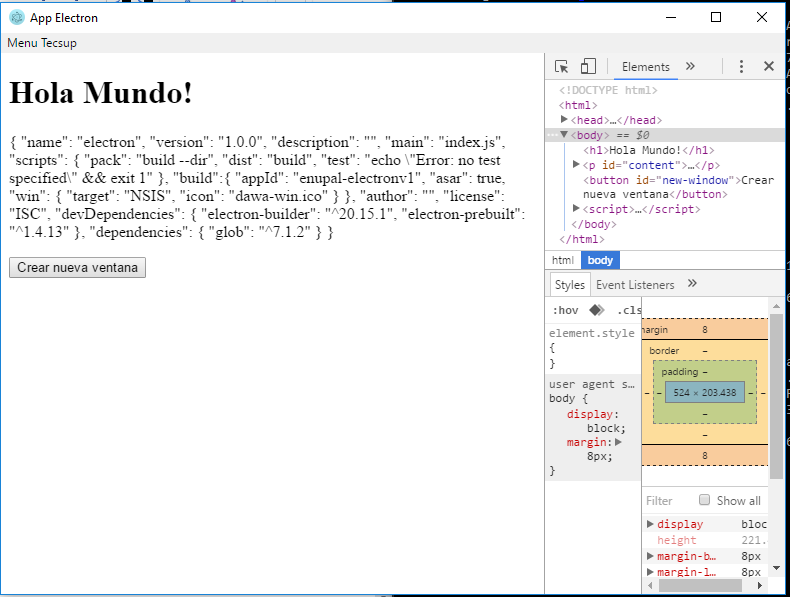 App Electron
Menu Tecsup
Hola Mundo!
{ "name": "electron", "version": "1.0.0", "description": "", "main": "index.js",
"scripts": { "pack": "build --dir", "dist": "build", "test": "echo \"Error: no test
specified\" && exit 1" }, "build":{ "appId": "enupal-electronv1", "asar": true,
"win": { "target": "NSIS", "icon": "dawa-win.ico" } }, "author": "", "license":
"ISC", "devDependencies": { "electron-builder": "^20.15.1", "electron-prebuilt":
"^1.4.13" }, "dependencies": { "glob": "^7.1.2" } }
Crear nueva ventana
Elements
<!DOCTYPE html>
<html>
<head>…</head>
<body> == $0
<h1>Hola Mundo!</h1>
<p id="content">…</p>
<button id="new-window">Crear
nueva ventana</button>
<script>…</script>
</body>
</html>
html body
Styles Event Listeners
:hov .cls
element.style
{
}
user agent s…
body {
display:
block;
margin:
8px;
}
margin 8
border –
padding –
– – 524 × 203.438 – –
–
–
8
Filter Show all
display bloc
height 221.
margin-b… 8px
margin-l… 8px